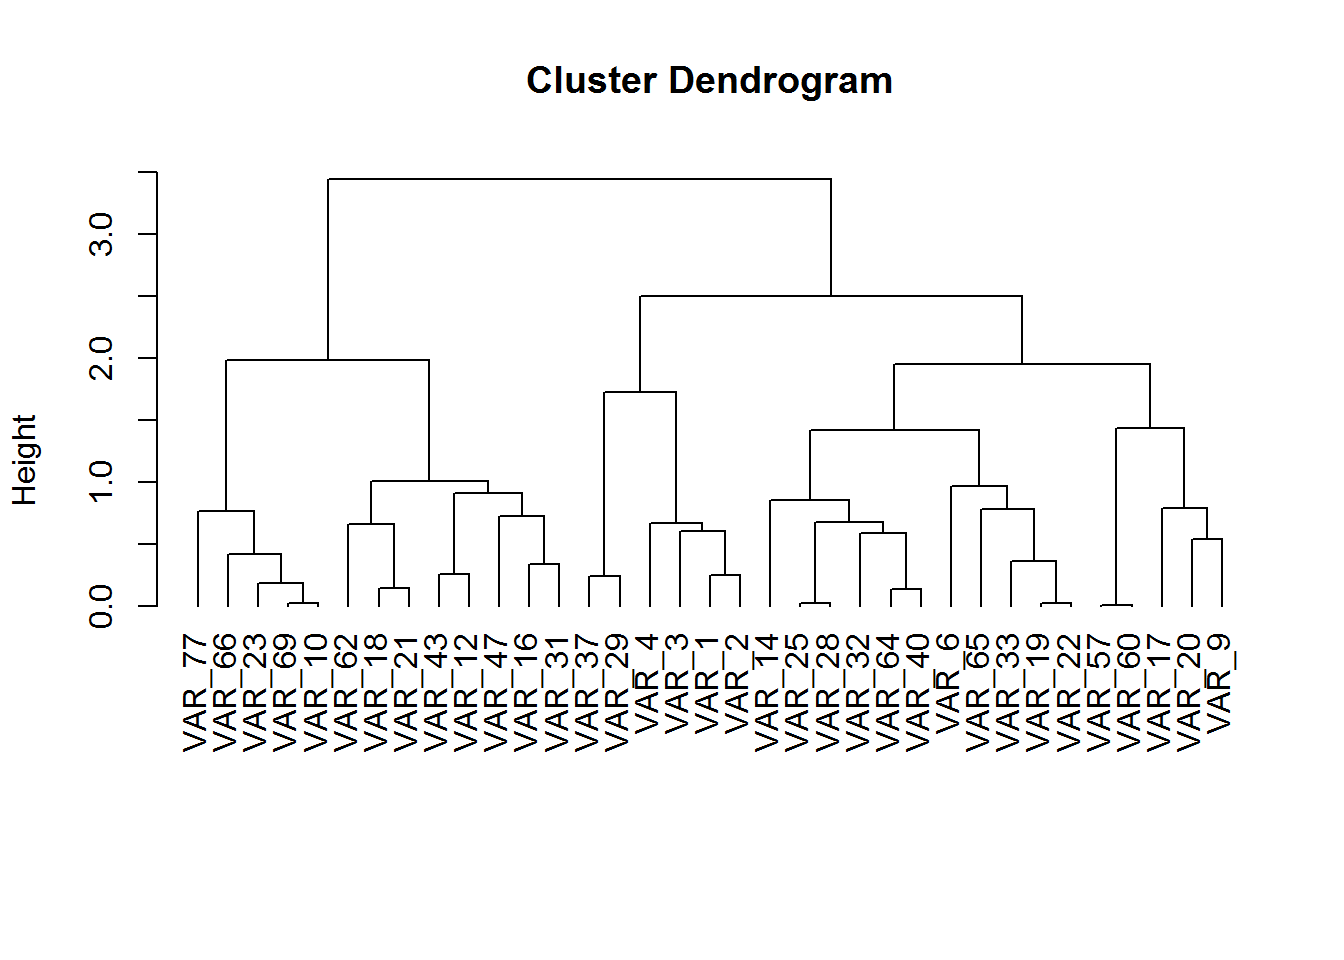 Cluster Dendrogram
Height
3.0
2.0
1.0
0.0
VAR_77
VAR_66
VAR_23
VAR_69
VAR_10
VAR_62
VAR_18
VAR_21
VAR_43
VAR_12
VAR_47
VAR_16
VAR_31
VAR_37
VAR_29
VAR_4
VAR_3
VAR_1
VAR_2
VAR_14
VAR_25
VAR_28
VAR_32
VAR_64
VAR_40
VAR_6
VAR_65
VAR_33
VAR_19
VAR_22
VAR_57
VAR_60
VAR_17
VAR_20
VAR_9